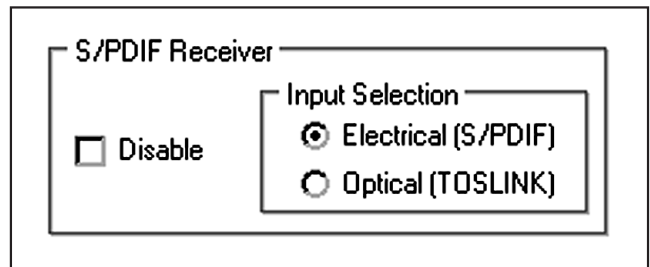 S/PDIF Receiver
Input Selection
Disable
Electrical (S/PDIF)
Optical (TOSLINK)